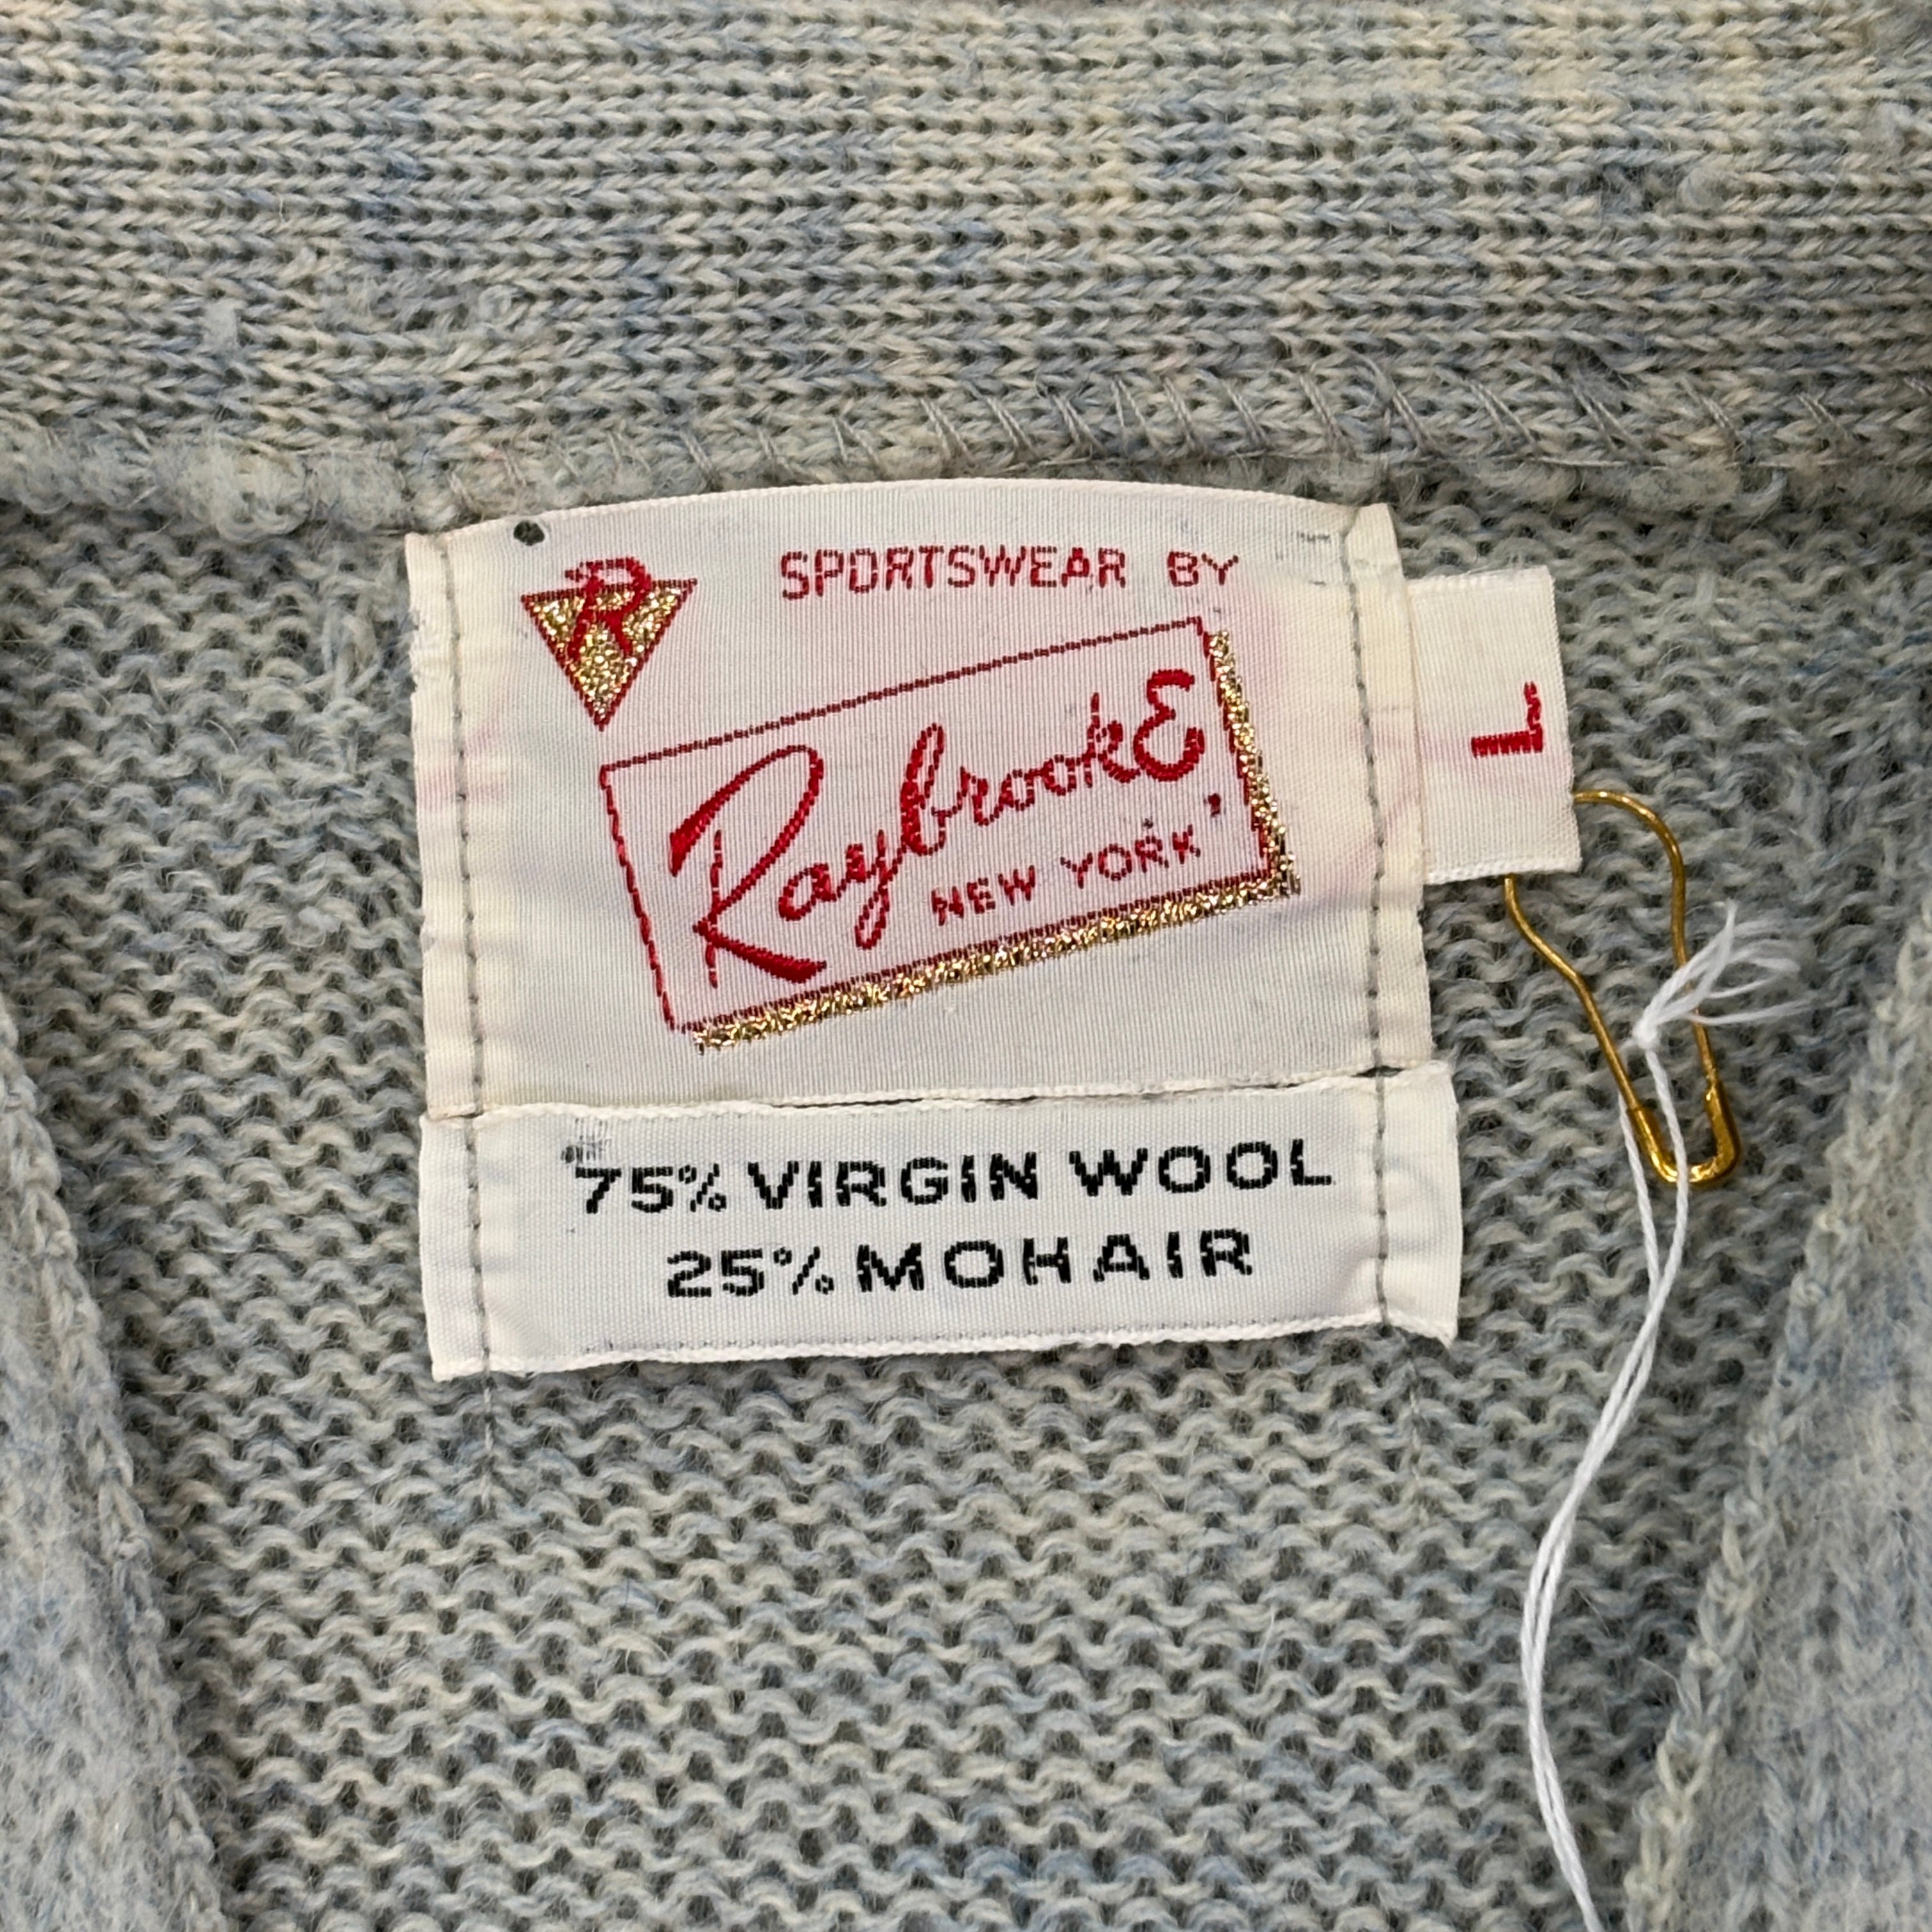 R
SPORTSWEAR BY
RaybrookE
NEW YORK
L
75% VIRGIN WOOL
25% MOHAIR